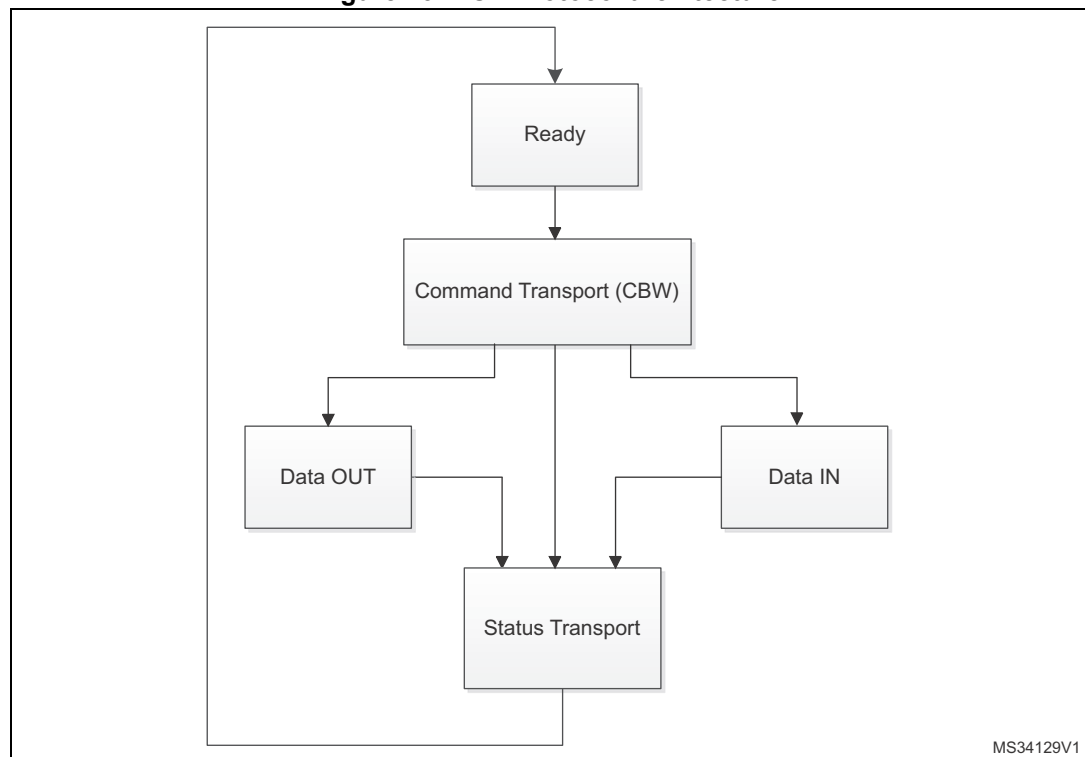 Ready
Command Transport (CBW)
Data OUT
Data IN
Status Transport
MS34129V1